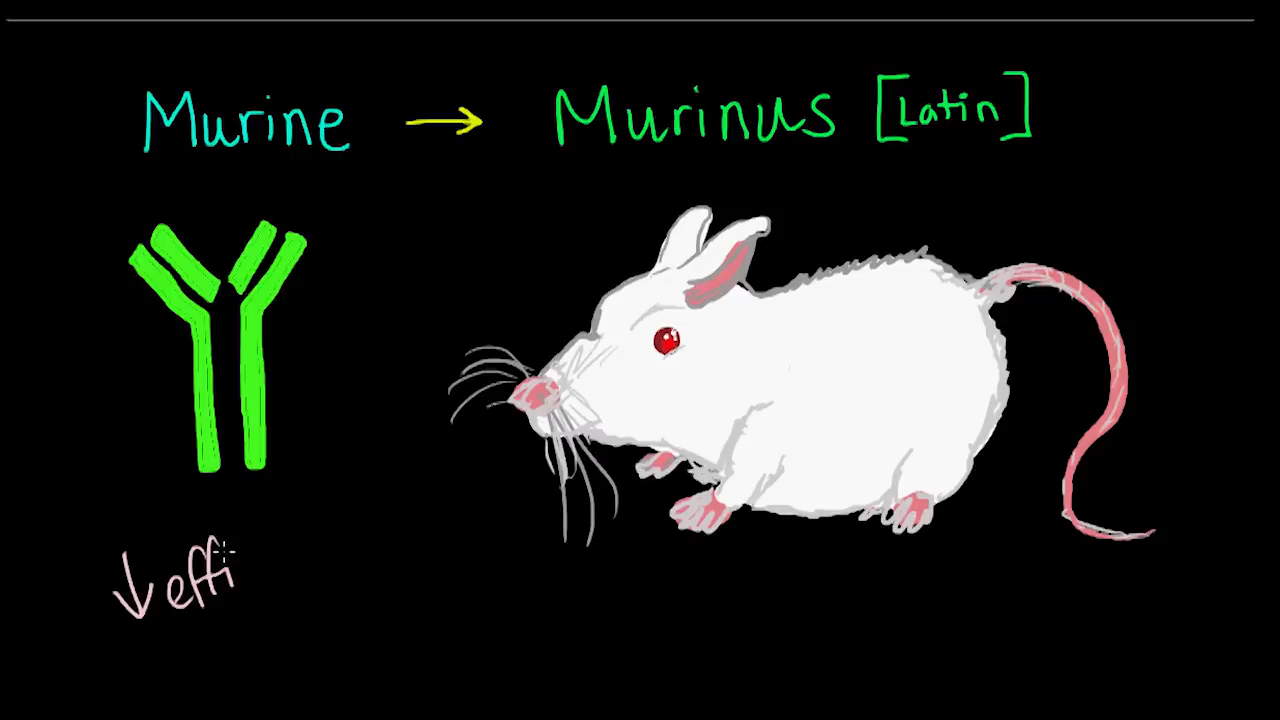 Murine → Murinus [Latin]
↓ effi